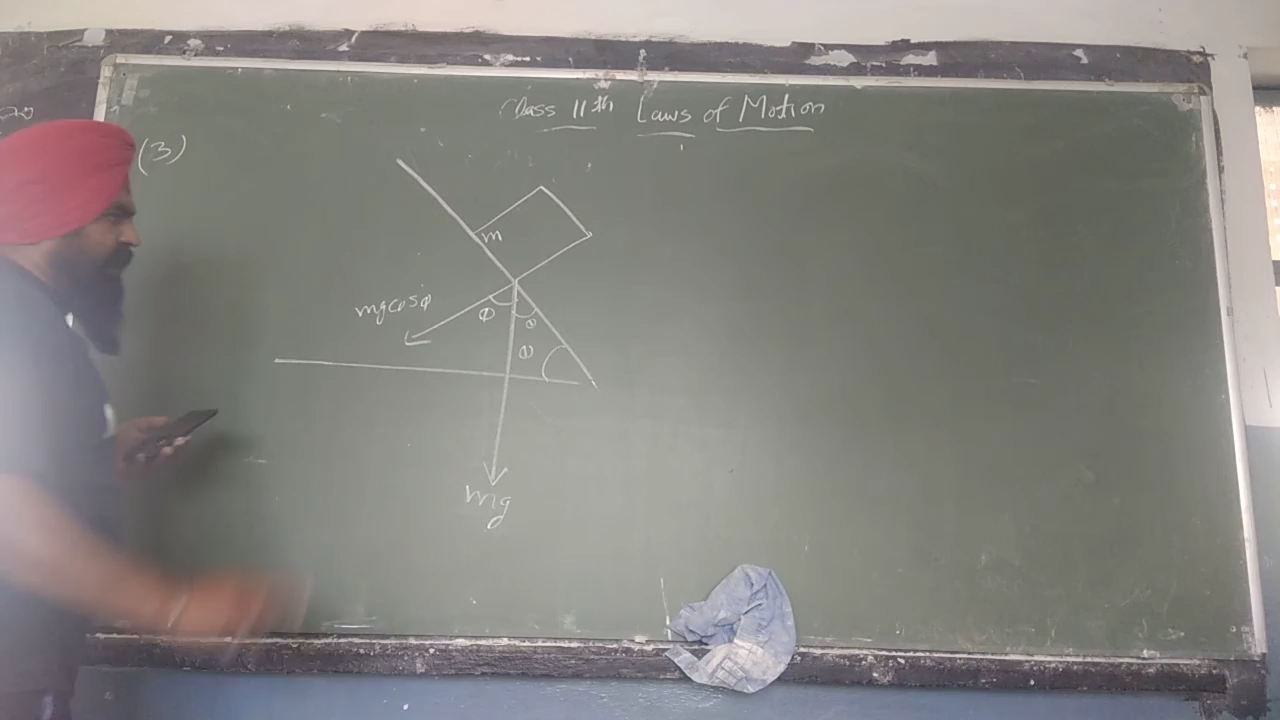 Class 11th Laws of Motion
(3)
m
mgcosφ
φ
θ
θ
mg